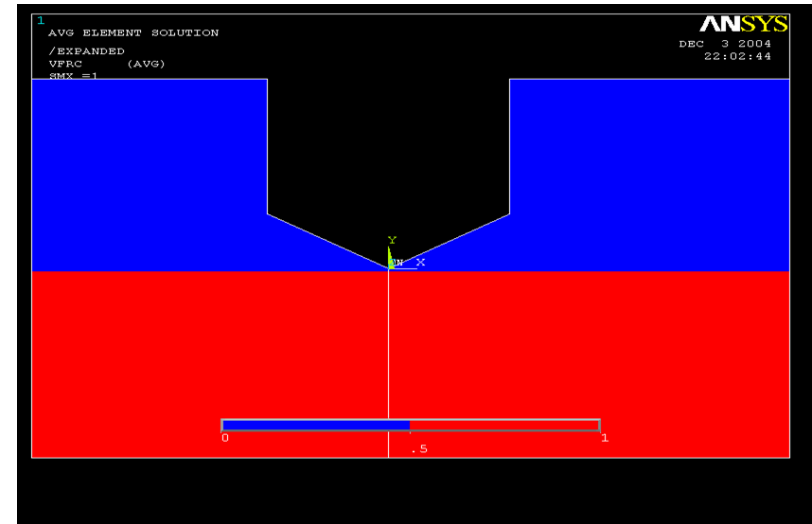 1
AVG ELEMENT SOLUTION
/EXPANDED
VFRC (AVG)
SMX =1
ANSYS
DEC 3 2004
22:02:44
Y
X
0
.5
1